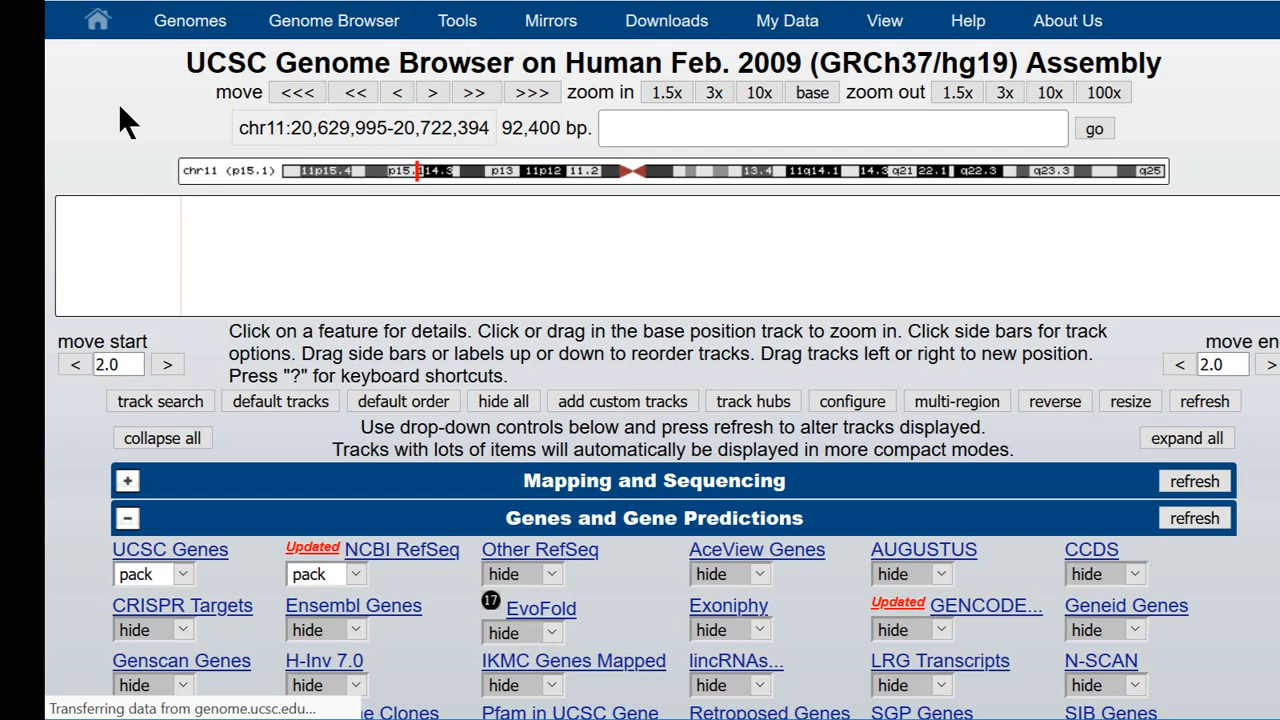 Genomes Genome Browser Tools Mirrors Downloads My Data View Help About Us
UCSC Genome Browser on Human Feb. 2009 (GRCh37/hg19) Assembly
move <<< << < > >> >>> zoom in 1.5x 3x 10x base zoom out 1.5x 3x 10x 100x
chr11:20,629,995-20,722,394 92,400 bp. go
chr11 (p15.1) 11p15.4 p15.1 14.3 p13 11p12 11.2 13.4 11q14.1 14.3 q21 22.1 q22.3 q23.3 q25
Click on a feature for details. Click or drag in the base position track to zoom in. Click side bars for track
move start options. Drag side bars or labels up or down to reorder tracks. Drag tracks left or right to new position. move en
< 2.0 > Press "?" for keyboard shortcuts. < 2.0 >
track search default tracks default order hide all add custom tracks track hubs configure multi-region reverse resize refresh
collapse all Use drop-down controls below and press refresh to alter tracks displayed. expand all
Tracks with lots of items will automatically be displayed in more compact modes.
+ Mapping and Sequencing refresh
- Genes and Gene Predictions refresh
UCSC Genes Updated NCBI RefSeq Other RefSeq AceView Genes AUGUSTUS CCDS
pack pack hide hide hide hide
CRISPR Targets Ensembl Genes 17 EvoFold Exoniphy Updated GENCODE... Geneid Genes
hide hide hide hide hide hide
Genscan Genes H-Inv 7.0 IKMC Genes Mapped lincRNAs... LRG Transcripts N-SCAN
hide hide hide hide hide hide
Transferring data from genome.ucsc.edu... e Clones Pfam in UCSC Gene Retroposed Genes SGP Genes SIB Genes